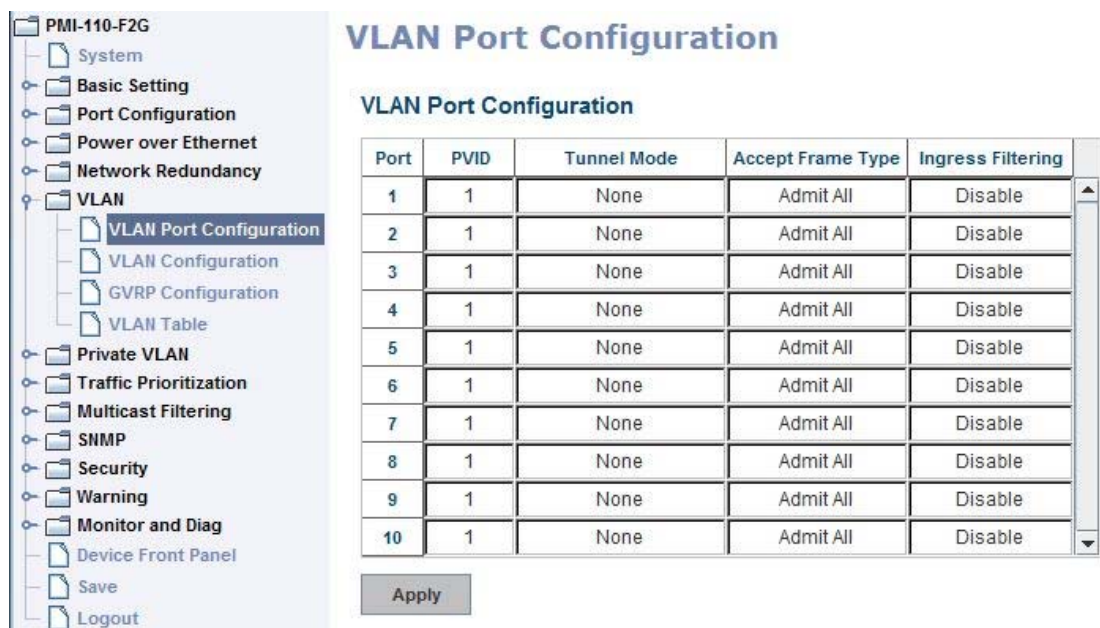 PMI-110-F2G
System
Basic Setting
Port Configuration
Power over Ethernet
Network Redundancy
VLAN
VLAN Port Configuration
VLAN Configuration
GVRP Configuration
VLAN Table
Private VLAN
Traffic Prioritization
Multicast Filtering
SNMP
Security
Warning
Monitor and Diag
Device Front Panel
Save
Logout
VLAN Port Configuration
VLAN Port Configuration
Port PVID Tunnel Mode Accept Frame Type Ingress Filtering
1 1 None Admit All Disable
2 1 None Admit All Disable
3 1 None Admit All Disable
4 1 None Admit All Disable
5 1 None Admit All Disable
6 1 None Admit All Disable
7 1 None Admit All Disable
8 1 None Admit All Disable
9 1 None Admit All Disable
10 1 None Admit All Disable
Apply